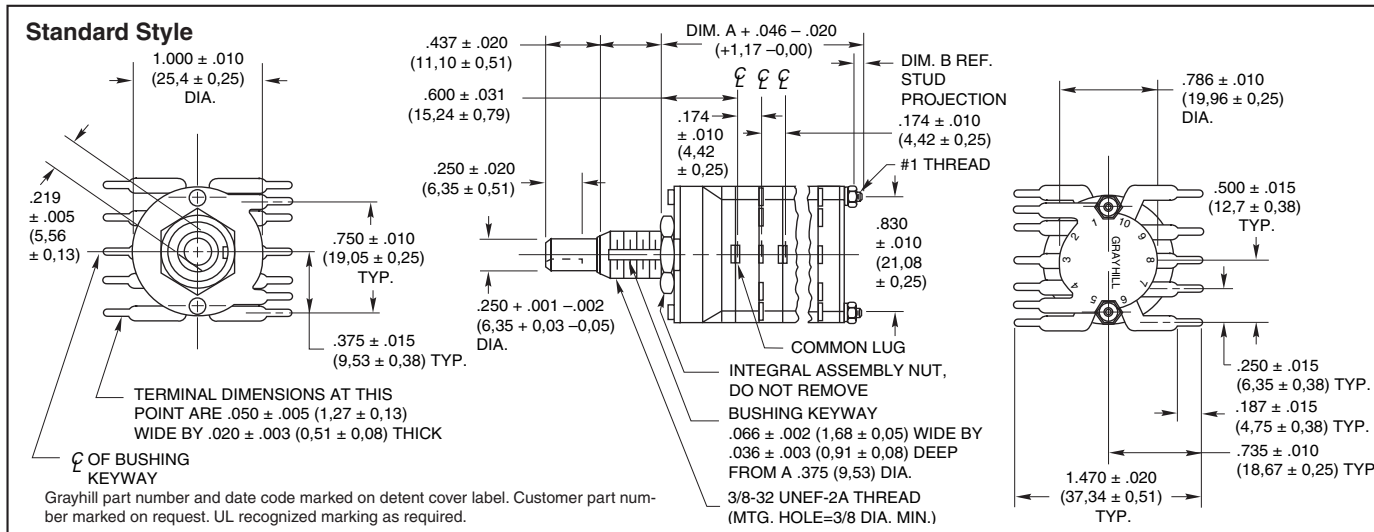 Standard Style
1.000 ± .010
(25,4 ± 0,25)
DIA.
.219
± .005
(5,56
± 0,13)
.750 ± .010
(19,05 ± 0,25)
TYP.
.375 ± .015
(9,53 ± 0,38) TYP.
TERMINAL DIMENSIONS AT THIS
POINT ARE .050 ± .005 (1,27 ± 0,13)
WIDE BY .020 ± .003 (0,51 ± 0,08) THICK
℄ OF BUSHING
KEYWAY
Grayhill part number and date code marked on detent cover label. Customer part num-
ber marked on request. UL recognized marking as required.
.437 ± .020
(11,10 ± 0,51)
DIM. A + .046 – .020
(+1,17 –0,00)
℄ ℄ ℄
DIM. B REF.
STUD
PROJECTION
.600 ± .031
(15,24 ± 0,79)
.174
± .010
(4,42
± 0,25)
.174 ± .010
(4,42 ± 0,25)
#1 THREAD
.250 ± .020
(6,35 ± 0,51)
.830
± .010
(21,08
± 0,25)
.250 + .001 –.002
(6,35 + 0,03 –0,05)
DIA.
COMMON LUG
INTEGRAL ASSEMBLY NUT,
DO NOT REMOVE
BUSHING KEYWAY
.066 ± .002 (1,68 ± 0,05) WIDE BY
.036 ± .003 (0,91 ± 0,08) DEEP
FROM A .375 (9,53) DIA.
3/8-32 UNEF-2A THREAD
(MTG. HOLE=3/8 DIA. MIN.)
.786 ± .010
(19,96 ± 0,25)
DIA.
.500 ± .015
(12,7 ± 0,38)
TYP.
1 10
2 9
3 GRAYHILL 8
4 7
5 6
.250 ± .015
(6,35 ± 0,38) TYP.
.187 ± .015
(4,75 ± 0,38) TYP.
.735 ± .010
(18,67 ± 0,25) TYP
1.470 ± .020
(37,34 ± 0,51)
TYP.